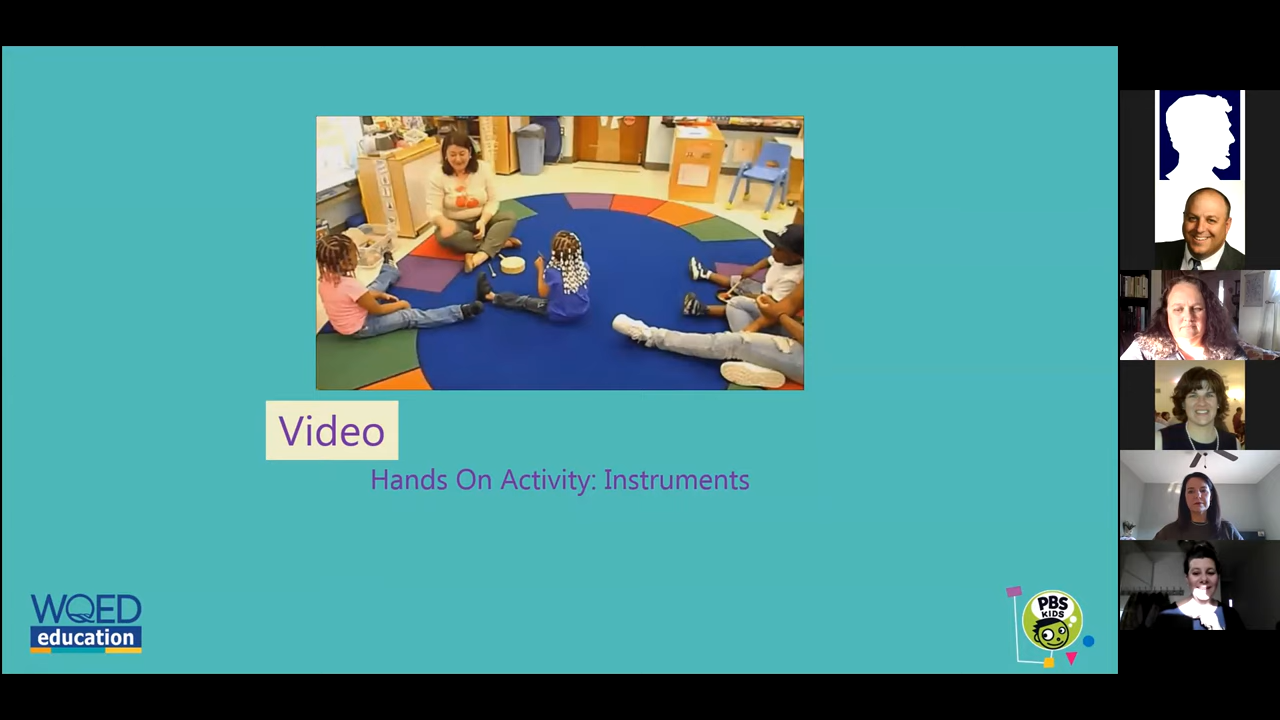 Video
Hands On Activity: Instruments
WQED
education
PBS
KIDS